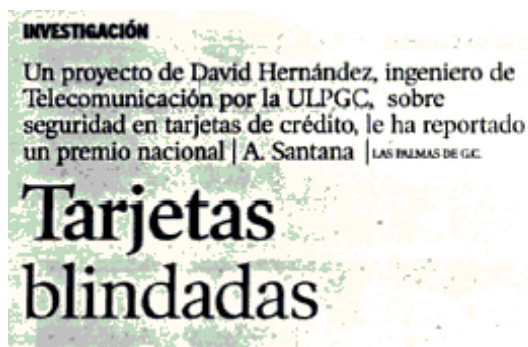 INVESTIGACIÓN
Un proyecto de David Hernández, ingeniero de
Telecomunicación por la ULPGC, sobre
seguridad en tarjetas de crédito, le ha reportado
un premio nacional | A. Santana | LAS PALMAS DE G.C.
Tarjetas
blindadas